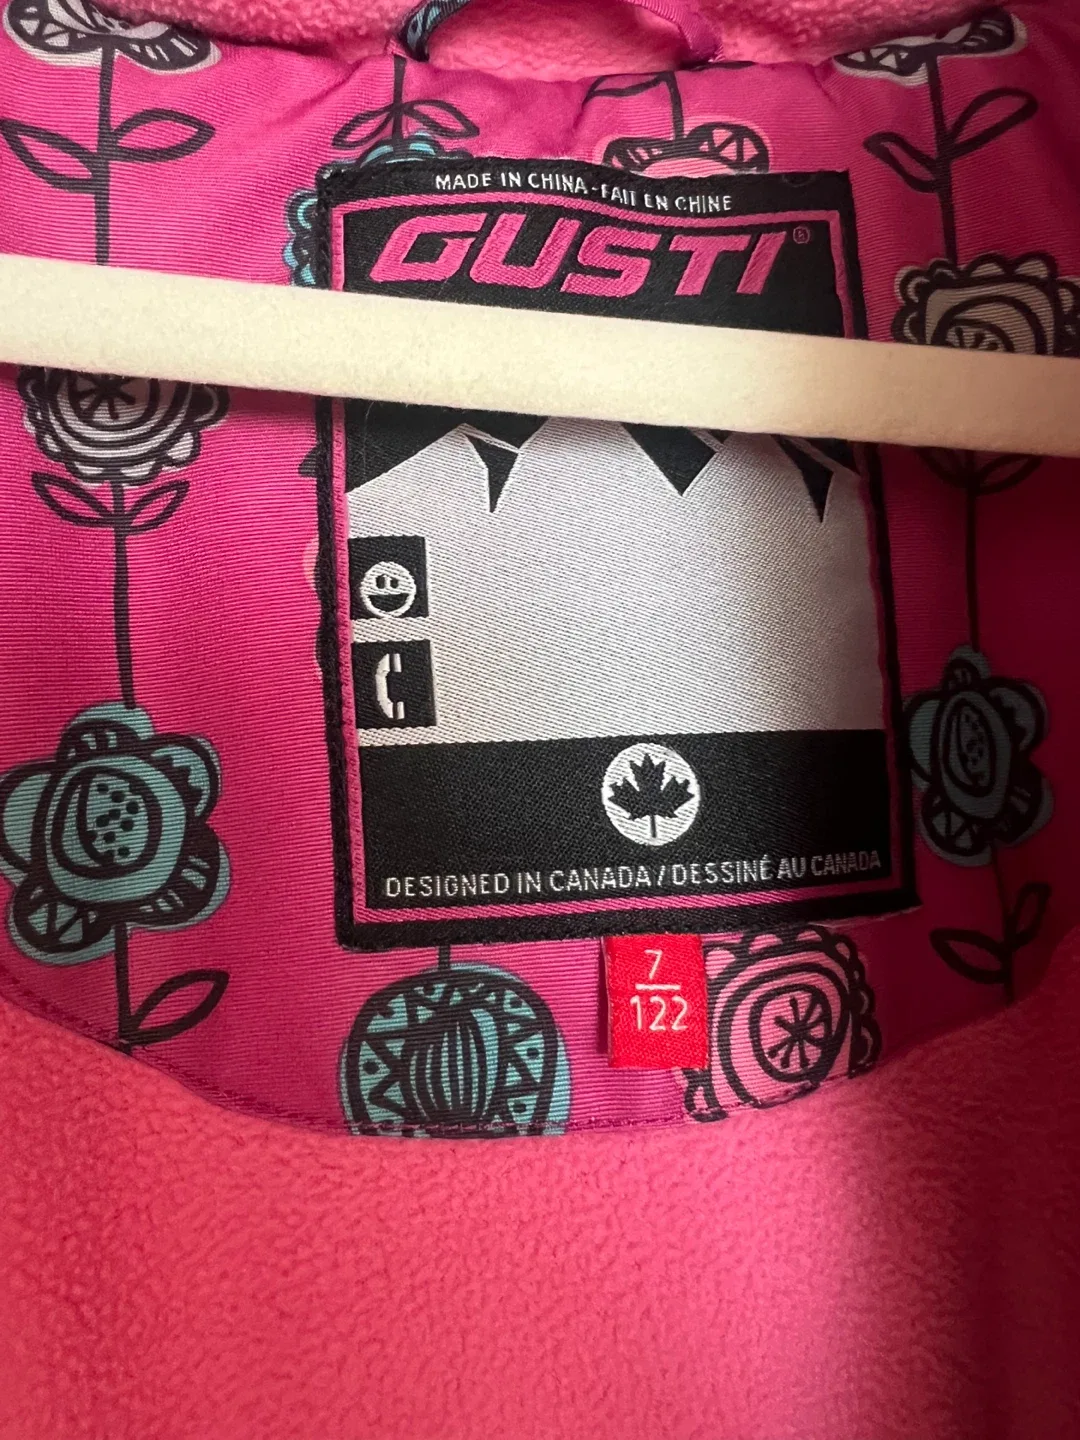 MADE IN CHINA - FAIT EN CHINE
GUSTI®
DESIGNED IN CANADA / DESSINÉ AU CANADA
7
122